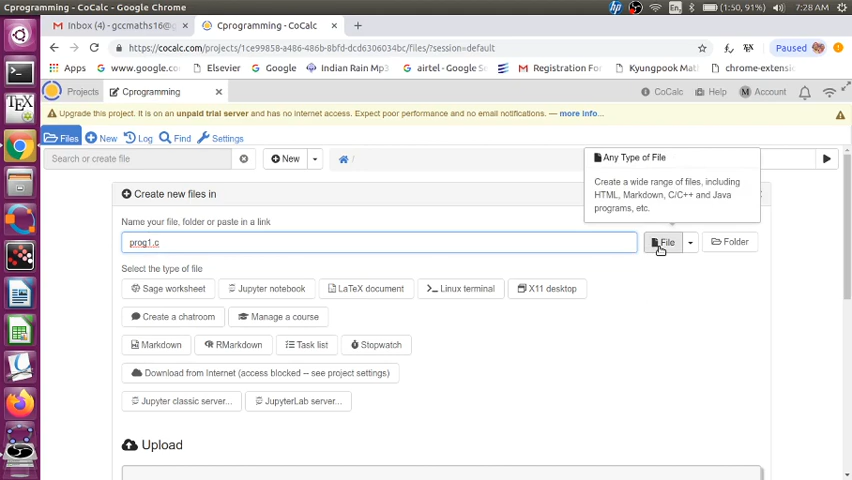 Cprogramming - CoCalc - Google Chrome
En
(1:50, 91%)
7:28 AM
Inbox (4) - gccmaths16@g
Cprogramming - CoCalc
https://cocalc.com/projects/1ce99858-a486-486b-8bfd-dcd6306034bc/files/?session=default
Paused
Apps
www.google.co
Elsevier
Google
Indian Rain Mp3
airtel - Google S
Registration For
Kyungpook Mat
chrome-extensi
Projects
Cprogramming
CoCalc
Help
Account
Upgrade this project. It is on an unpaid trial server and has no internet access. Expect poor performance and no email notifications. — more info...
Files
New
Log
Find
Settings
Search or create file
New
/
Any Type of File
Create a wide range of files, including
HTML, Markdown, C/C++ and Java
programs, etc.
Create new files in
Name your file, folder or paste in a link
prog1.c
File
Folder
Select the type of file
Sage worksheet
Jupyter notebook
LaTeX document
Linux terminal
X11 desktop
Create a chatroom
Manage a course
Markdown
RMarkdown
Task list
Stopwatch
Download from Internet (access blocked – see project settings)
Jupyter classic server...
JupyterLab server...
Upload